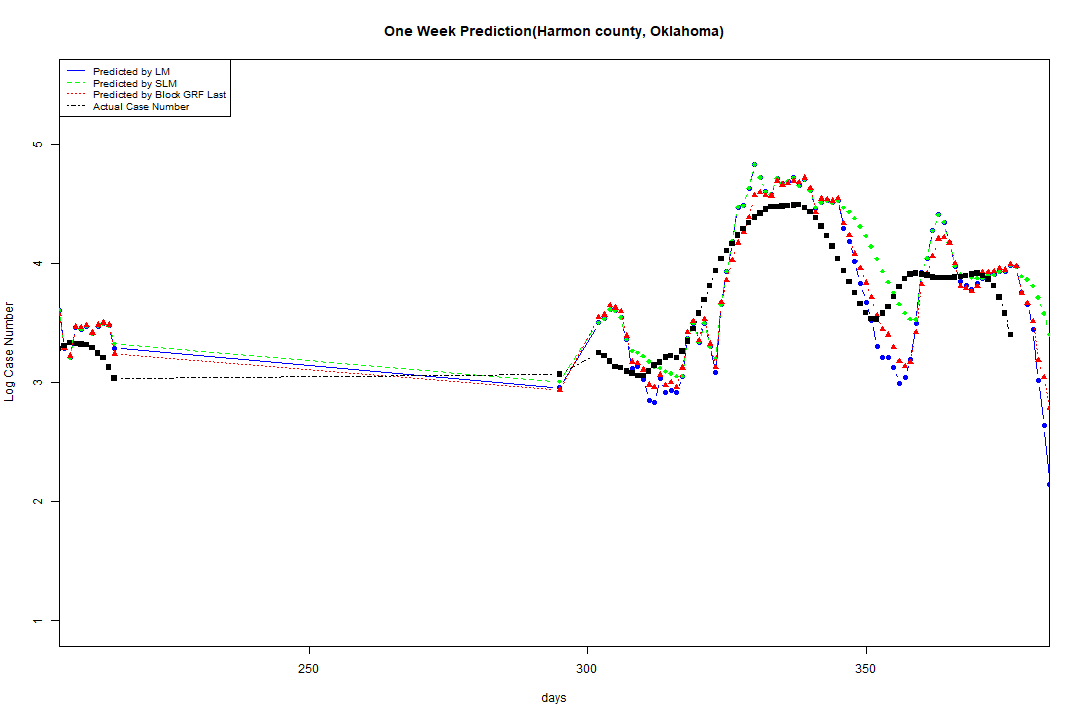 One Week Prediction(Harmon county, Oklahoma)
Predicted by LM
Predicted by SLM
Predicted by Block GRF Last
Actual Case Number
5
4
3
2
1
Log Case Number
250
300
350
days